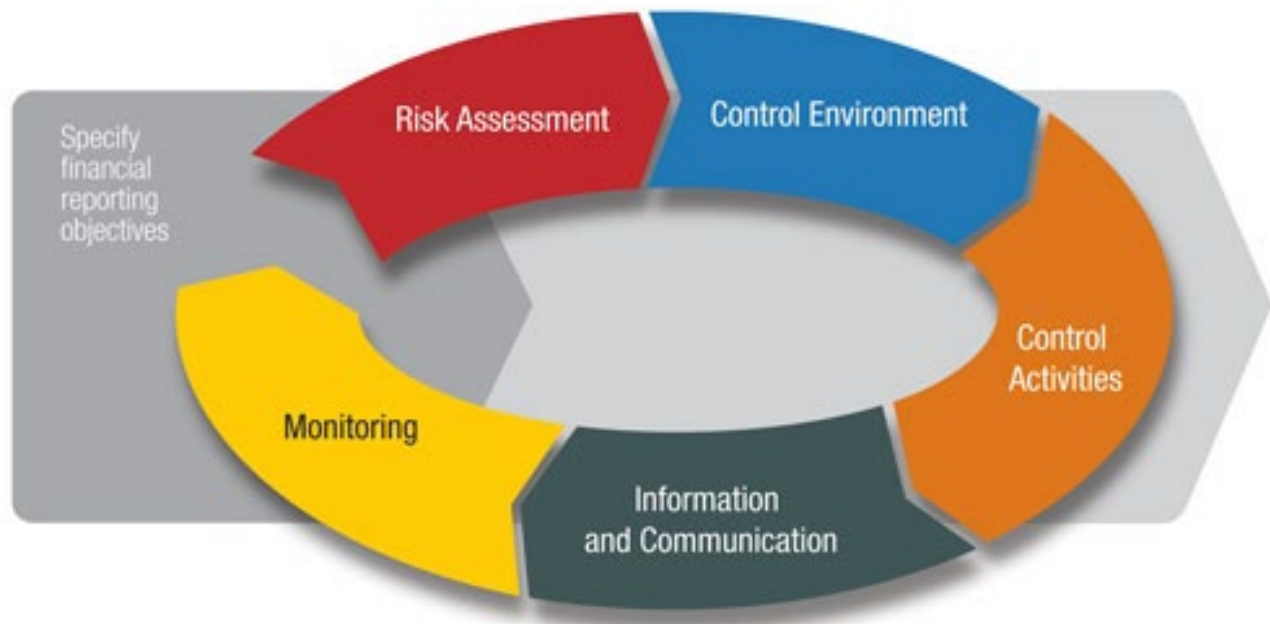 Specify
financial
reporting
objectives
Risk Assessment
Control Environment
Control
Activities
Information
and Communication
Monitoring